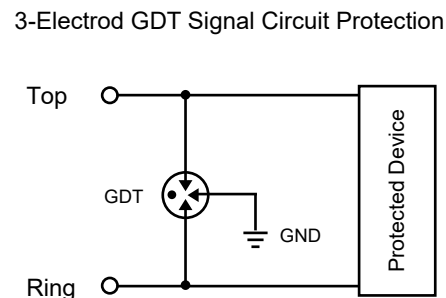 3-Electrod GDT Signal Circuit Protection
Top
GDT
GND
Protected Device
Ring